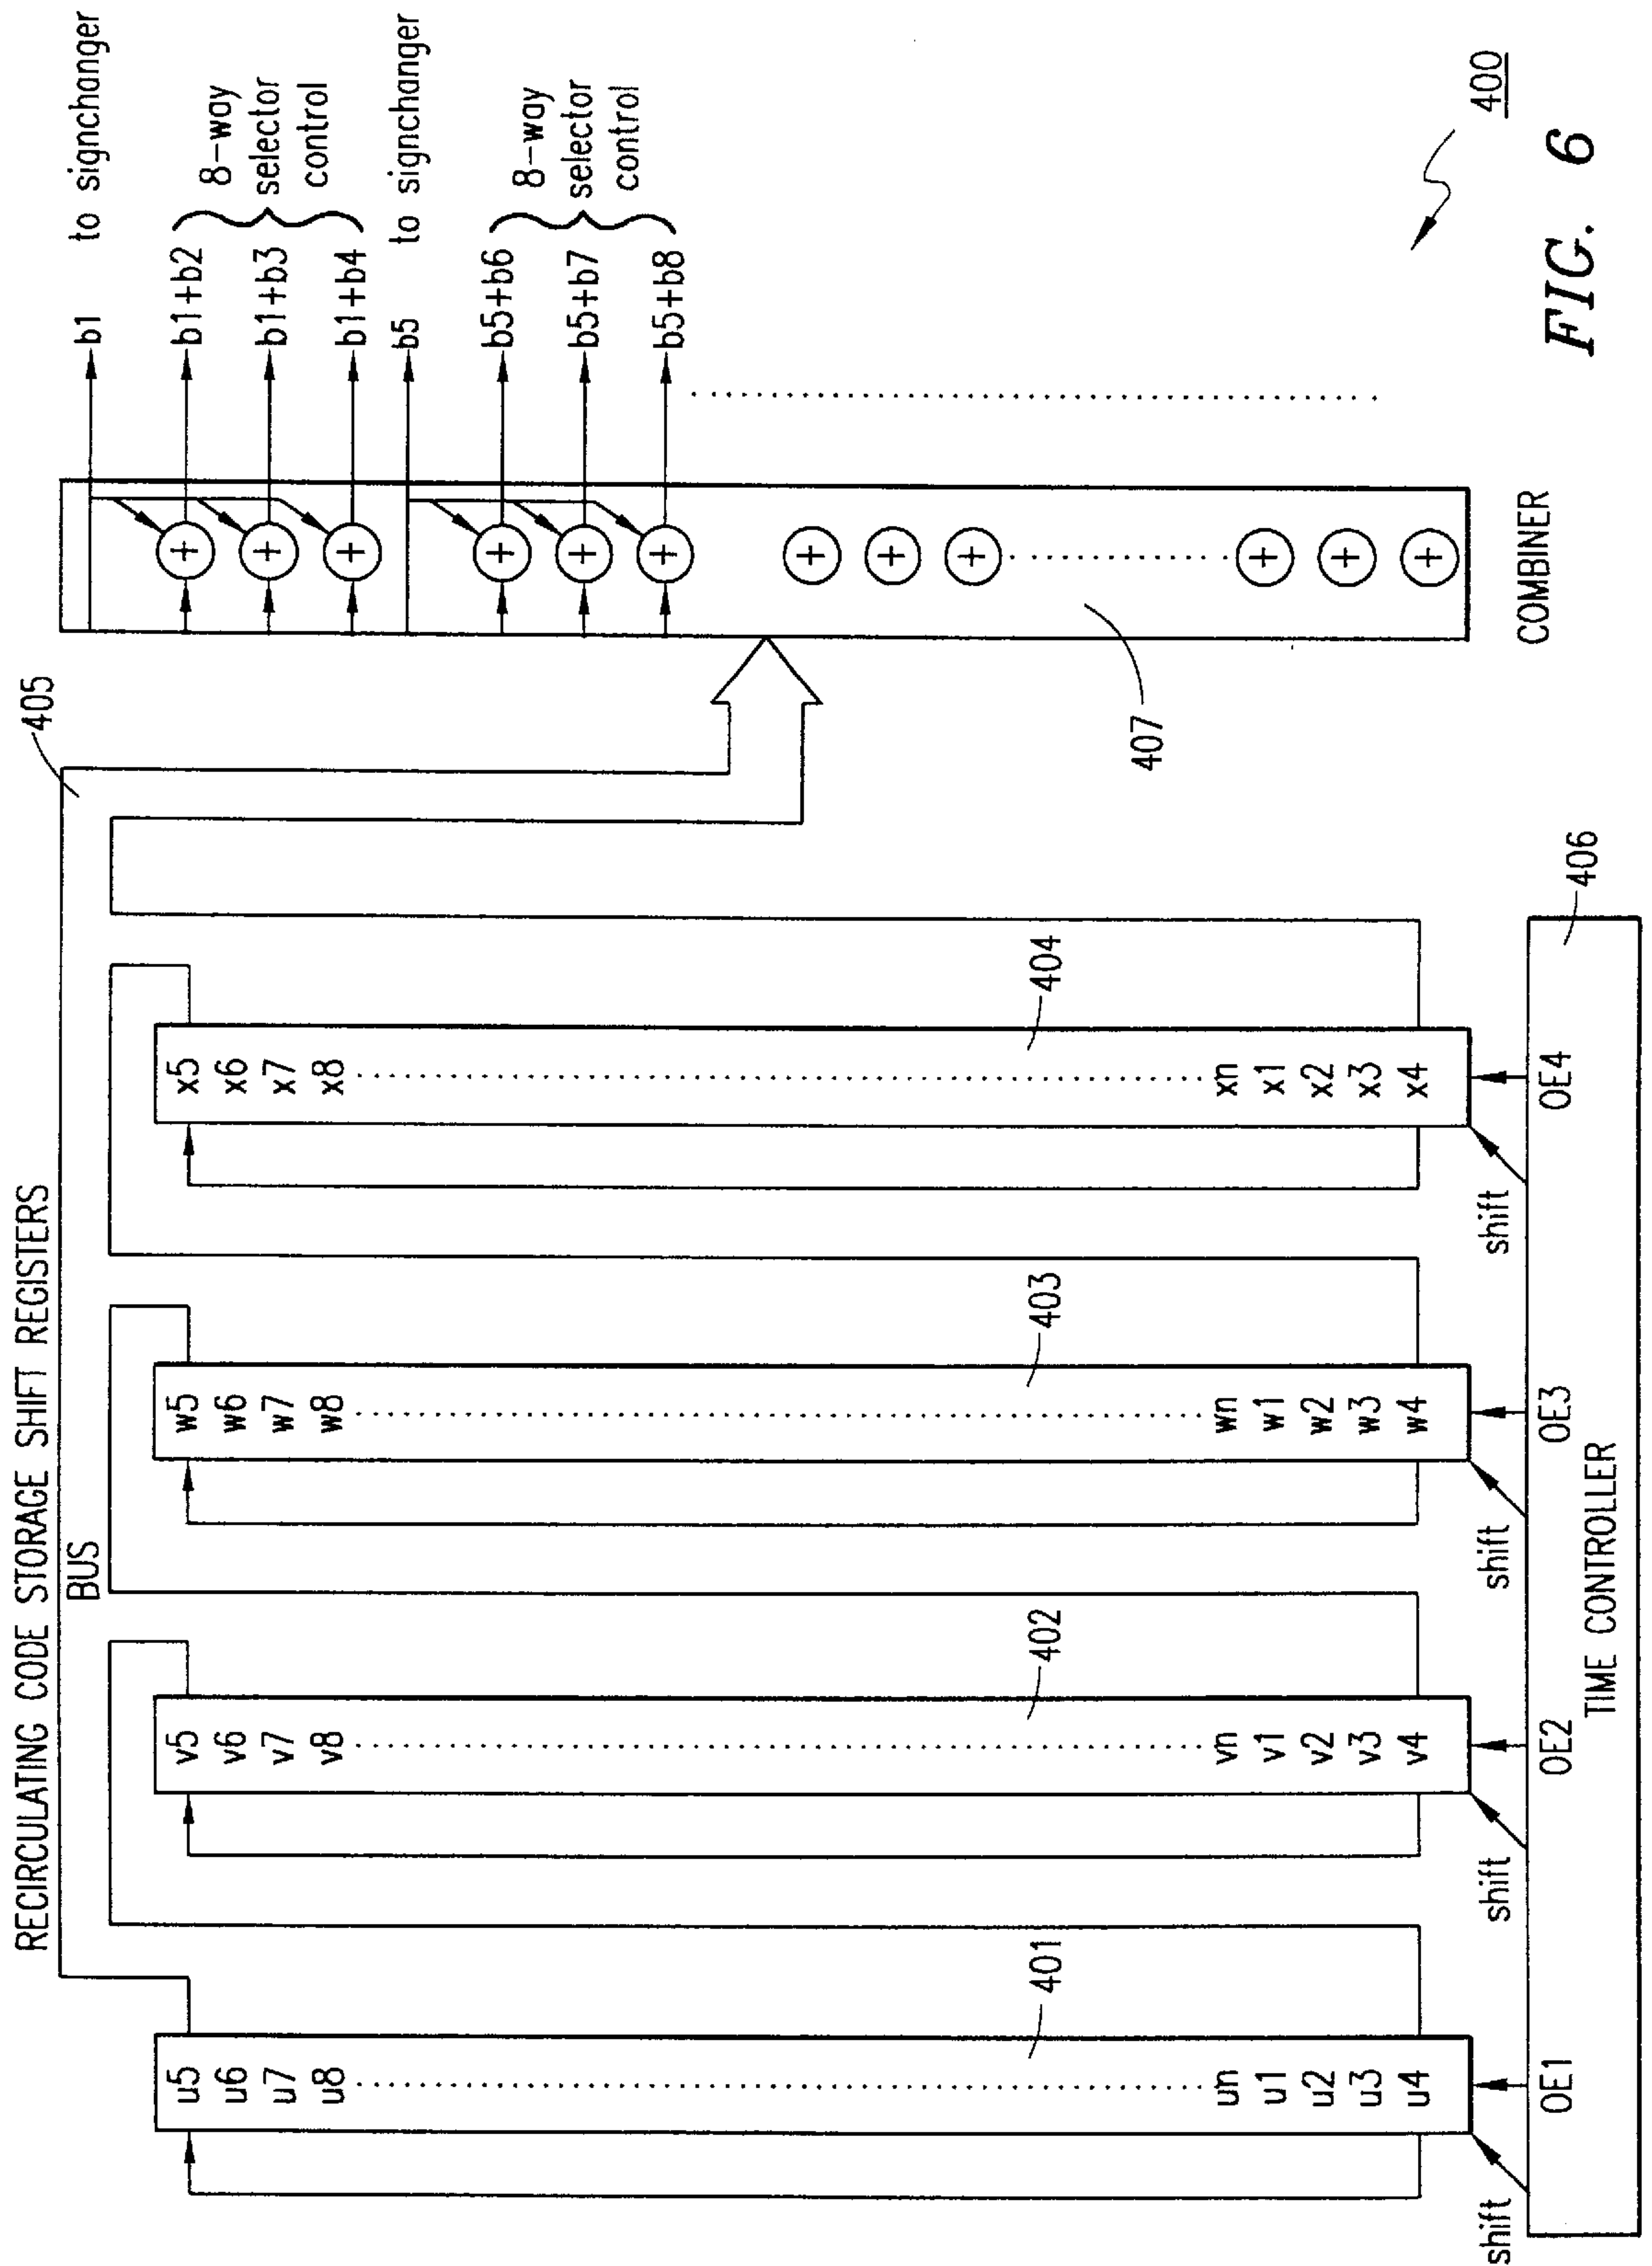 RECIRCULATING CODE STORAGE SHIFT REGISTERS
BUS
405
u5
u6
u7
u8
un
u1
u2
u3
u4
401
v5
v6
v7
v8
vn
v1
v2
v3
v4
402
w5
w6
w7
w8
wn
w1
w2
w3
w4
403
x5
x6
x7
x8
xn
x1
x2
x3
x4
404
shift
shift
shift
shift
OE1
OE2
OE3
OE4
TIME CONTROLLER
406
b1
to signchanger
b1+b2
b1+b3
b1+b4
8-way
selector
control
b5
to signchanger
b5+b6
b5+b7
b5+b8
8-way
selector
control
+
+
+
+
+
+
+
+
+
+
+
+
407
COMBINER
400
FIG. 6